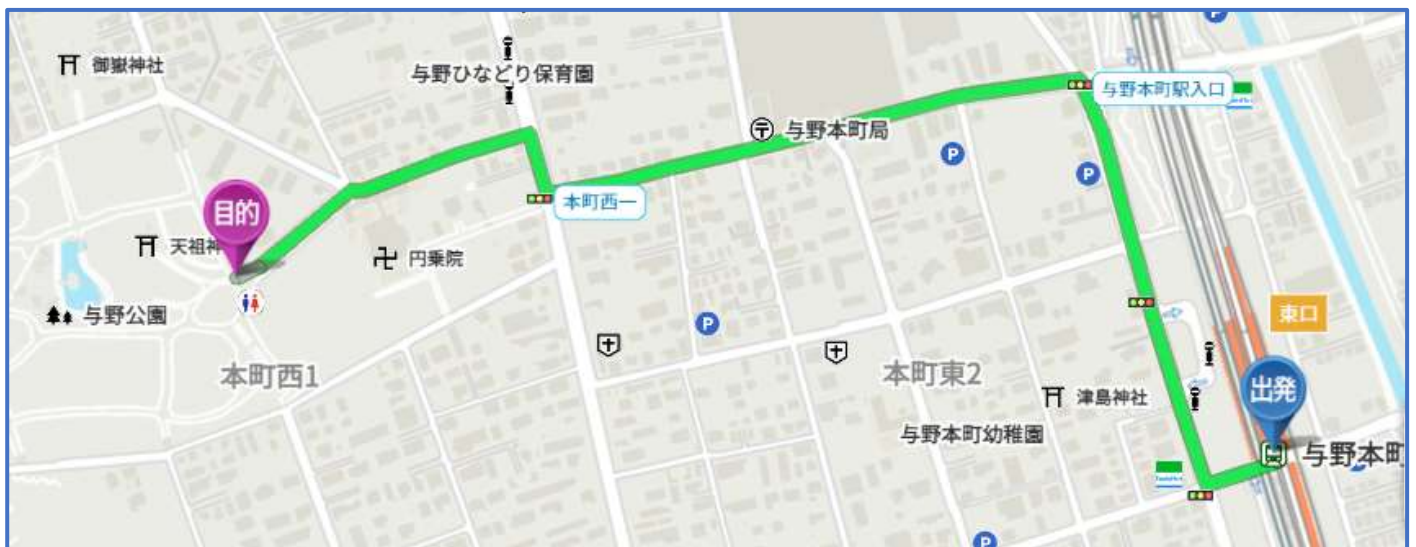 御嶽神社
与野ひなどり保育園
与野本町駅入口
与野本町局
本町西一
目的
天祖神
円乗院
与野公園
本町西1
本町東2
東口
出発
津島神社
与野本町幼稚園
与野本町
P
P
P
P
P